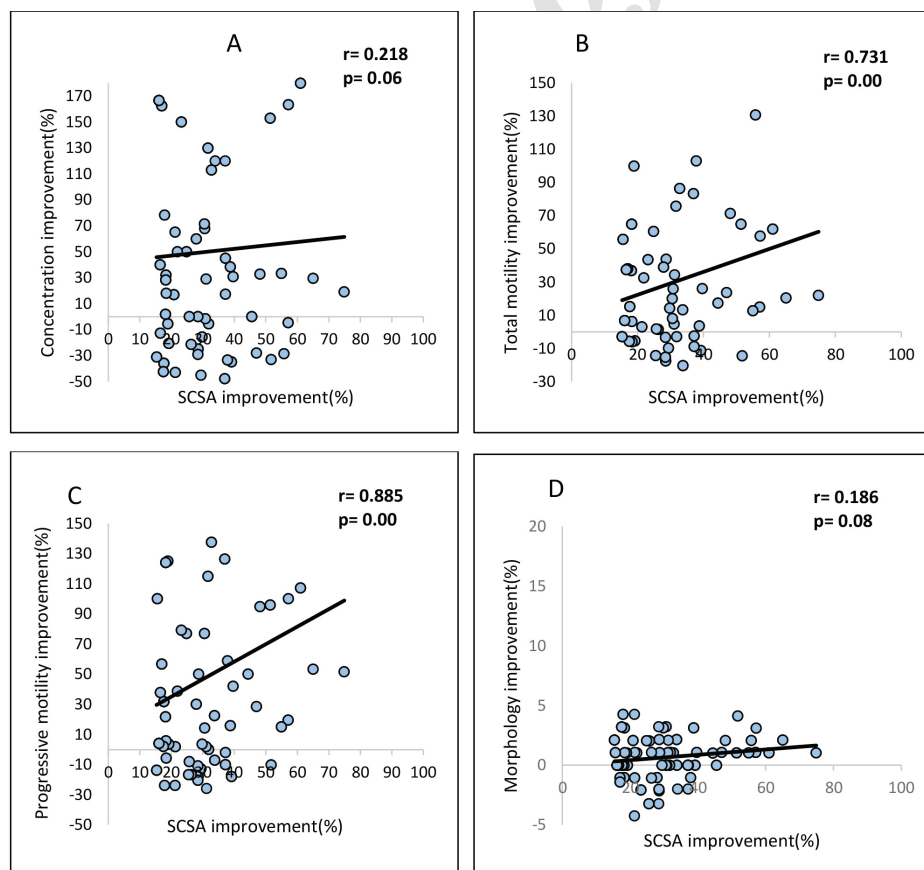 A
r= 0.218
p= 0.06
Concentration improvement(%)
170
150
130
110
90
70
50
30
10
-10
-30
-50
0 10 20 30 40 50 60 70 80 90 100
SCSA improvement(%)
B
r= 0.731
p= 0.00
Total motility improvement(%)
150
130
110
90
70
50
30
10
-10
-30
0 20 40 60 80 100
SCSA improvement(%)
C
r= 0.885
p= 0.00
Progressive motility improvement(%)
150
130
110
90
70
50
30
10
-10
-30
-50
0 10 20 30 40 50 60 70 80 90 100
SCSA improvement(%)
D
r= 0.186
p= 0.08
Morphology improvement(%)
20
15
10
5
0
-5
0 20 40 60 80 100
SCSA improvement(%)